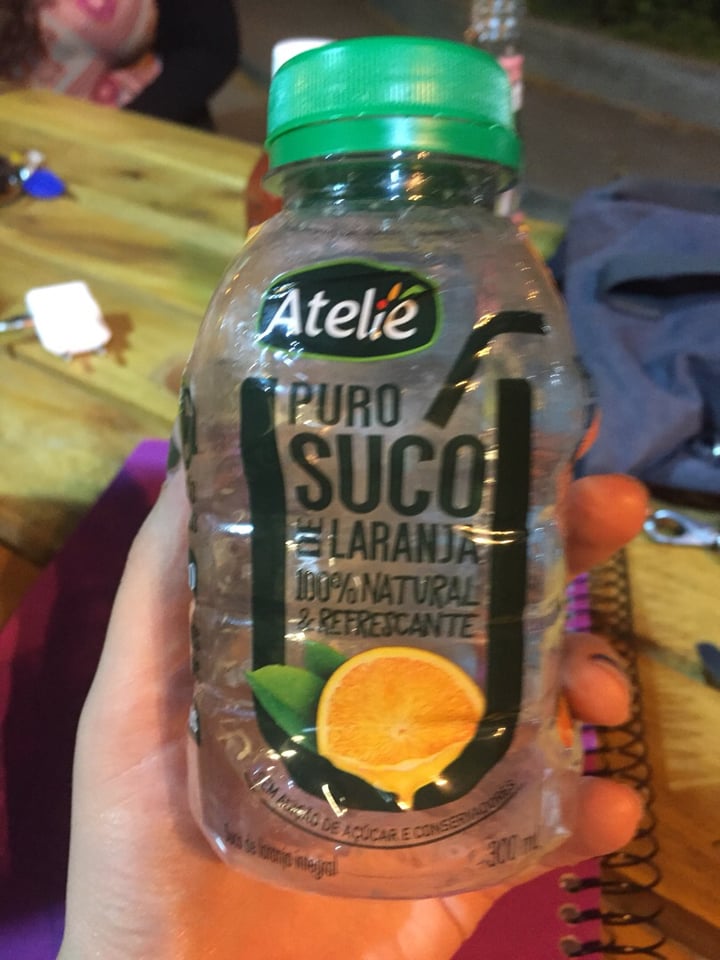 Ateliê
PURO
SUCO
DE LARANJA
100% NATURAL
& REFRESCANTE
SEM ADIÇÃO DE AÇÚCAR E CONSERVADORES
Suco de laranja integral
300 ml